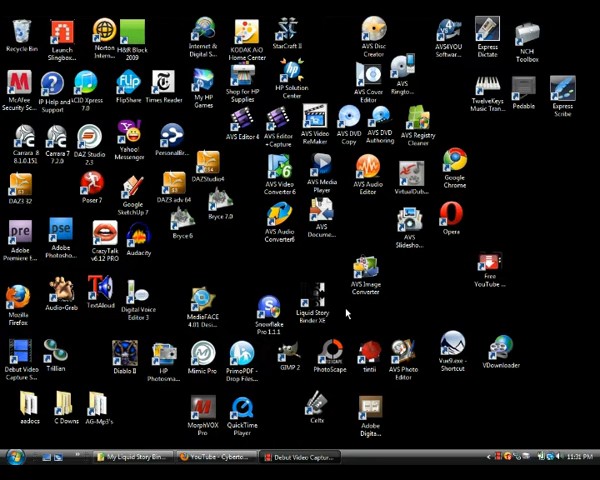 Recycle Bin
Launch Slingbox...
Norton Intern...
H&R Block 2009
Internet & Digital S...
KODAK AiO Home Center
StarCraft II
AVS Disc Creator
AVS4YOU Softwar...
Express Dictate
NCH Toolbox
McAfee Security Sc...
HP Help and Support
ACID Xpress 7.0
FlipShare
Times Reader
My HP Games
Shop for HP Supplies
HP Solution Center
AVS Cover Editor
Ringto...
TwelveKeys Music Tran...
Pedable
Express Scribe
AVS Editor 4
AVS Editor +Capture
AVS Video ReMaker
AVS DVD Copy
AVS DVD Authoring
AVS Registry Cleaner
Carrara 8 8.1.0.151
Carrara 7 7.2.0
DAZ Studio 2.3
Yahoo! Messenger
PersonalBr...
DAZStudio4
AVS Video Converter 6
AVS Media Player
AVS Audio Editor
VirtualDub...
Google Chrome
DAZ3 32
Poser 7
Google SketchUp 7
DAZ3 adv 64
Bryce 7.0
Bryce 6
AVS Audio Converter6
AVS Docume...
AVS Slidesho...
Opera
Adobe Premiere E...
Adobe Photosho...
CrazyTalk v6.12 PRO
Audacity
AVS Image Converter
Free YouTube ...
Mozilla Firefox
Audio-Grab
TextAloud
Digital Voice Editor 3
MediaFACE 4.01 Desi...
Snowflake Pro 1.1.1
Liquid Story Binder XE
Debut Video Capture S...
Trillian
Diablo II
HP Photosma...
Mimic Pro
PrimoPDF - Drop Files...
GIMP 2
PhotoScape
tintii
AVS Photo Editor
Vue9.exe - Shortcut
VDownloader
aadocs
C Downs
AG-Mp3's
MorphVOX Pro
QuickTime Player
Celtx
Adobe Digita...
My Liquid Story Bin...
YouTube - Cyberto...
Debut Video Captur...
11:31 PM